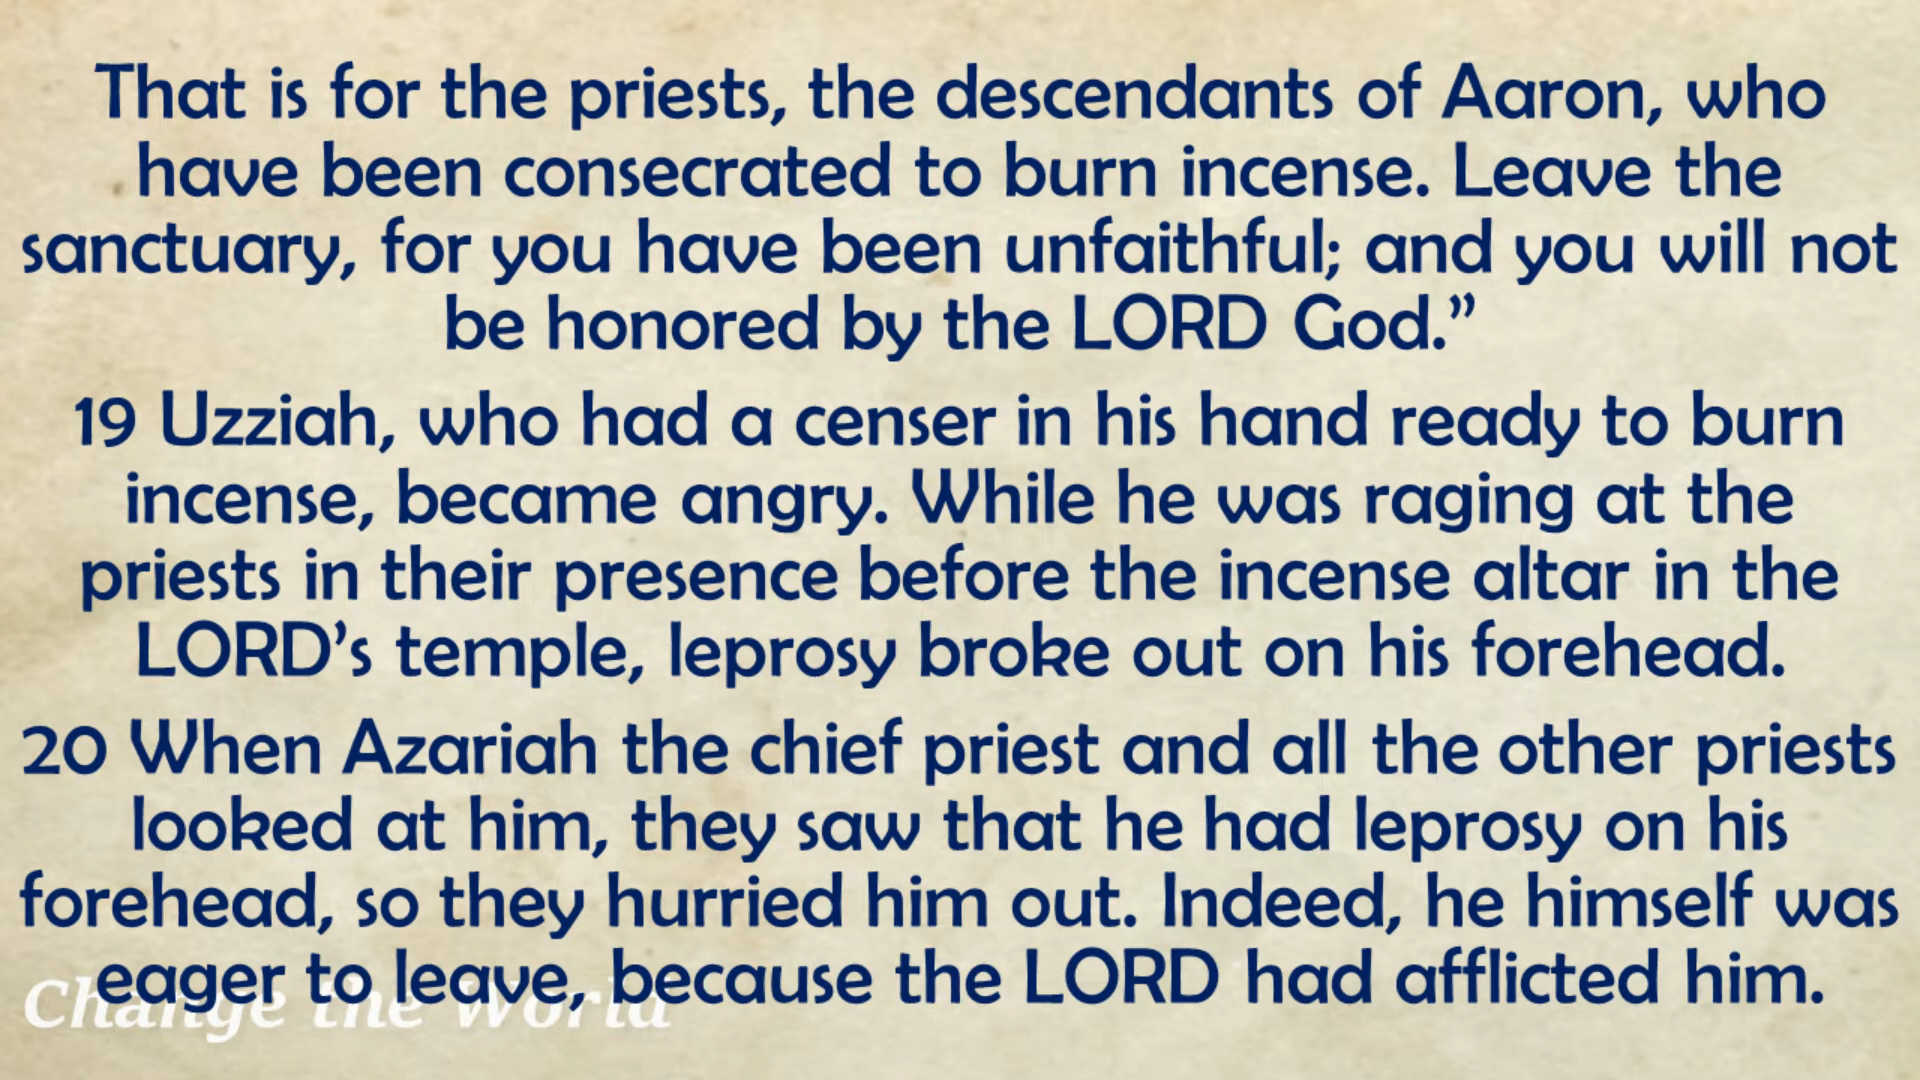 That is for the priests, the descendants of Aaron, who
have been consecrated to burn incense. Leave the
sanctuary, for you have been unfaithful; and you will not
be honored by the LORD God.”
19 Uzziah, who had a censer in his hand ready to burn
incense, became angry. While he was raging at the
priests in their presence before the incense altar in the
LORD’s temple, leprosy broke out on his forehead.
20 When Azariah the chief priest and all the other priests
looked at him, they saw that he had leprosy on his
forehead, so they hurried him out. Indeed, he himself was
eager to leave, because the LORD had afflicted him.
Change the World